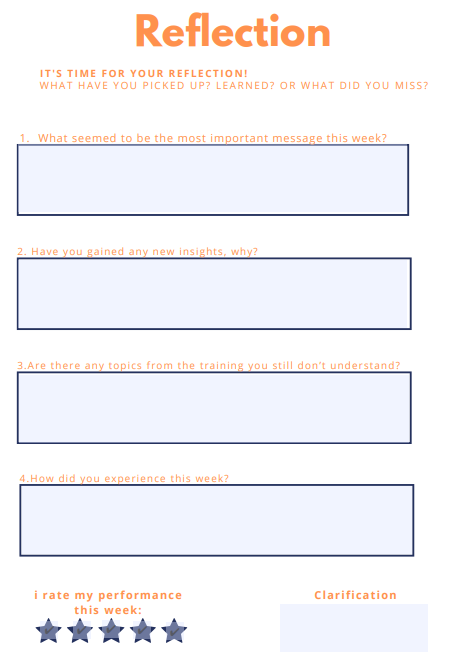 Reflection
IT'S TIME FOR YOUR REFLECTION!
WHAT HAVE YOU PICKED UP? LEARNED? OR WHAT DID YOU MISS?
1. What seemed to be the most important message this week?
2. Have you gained any new insights, why?
3.Are there any topics from the training you still don't understand?
4.How did you experience this week?
i rate my performance
this week:
Clarification